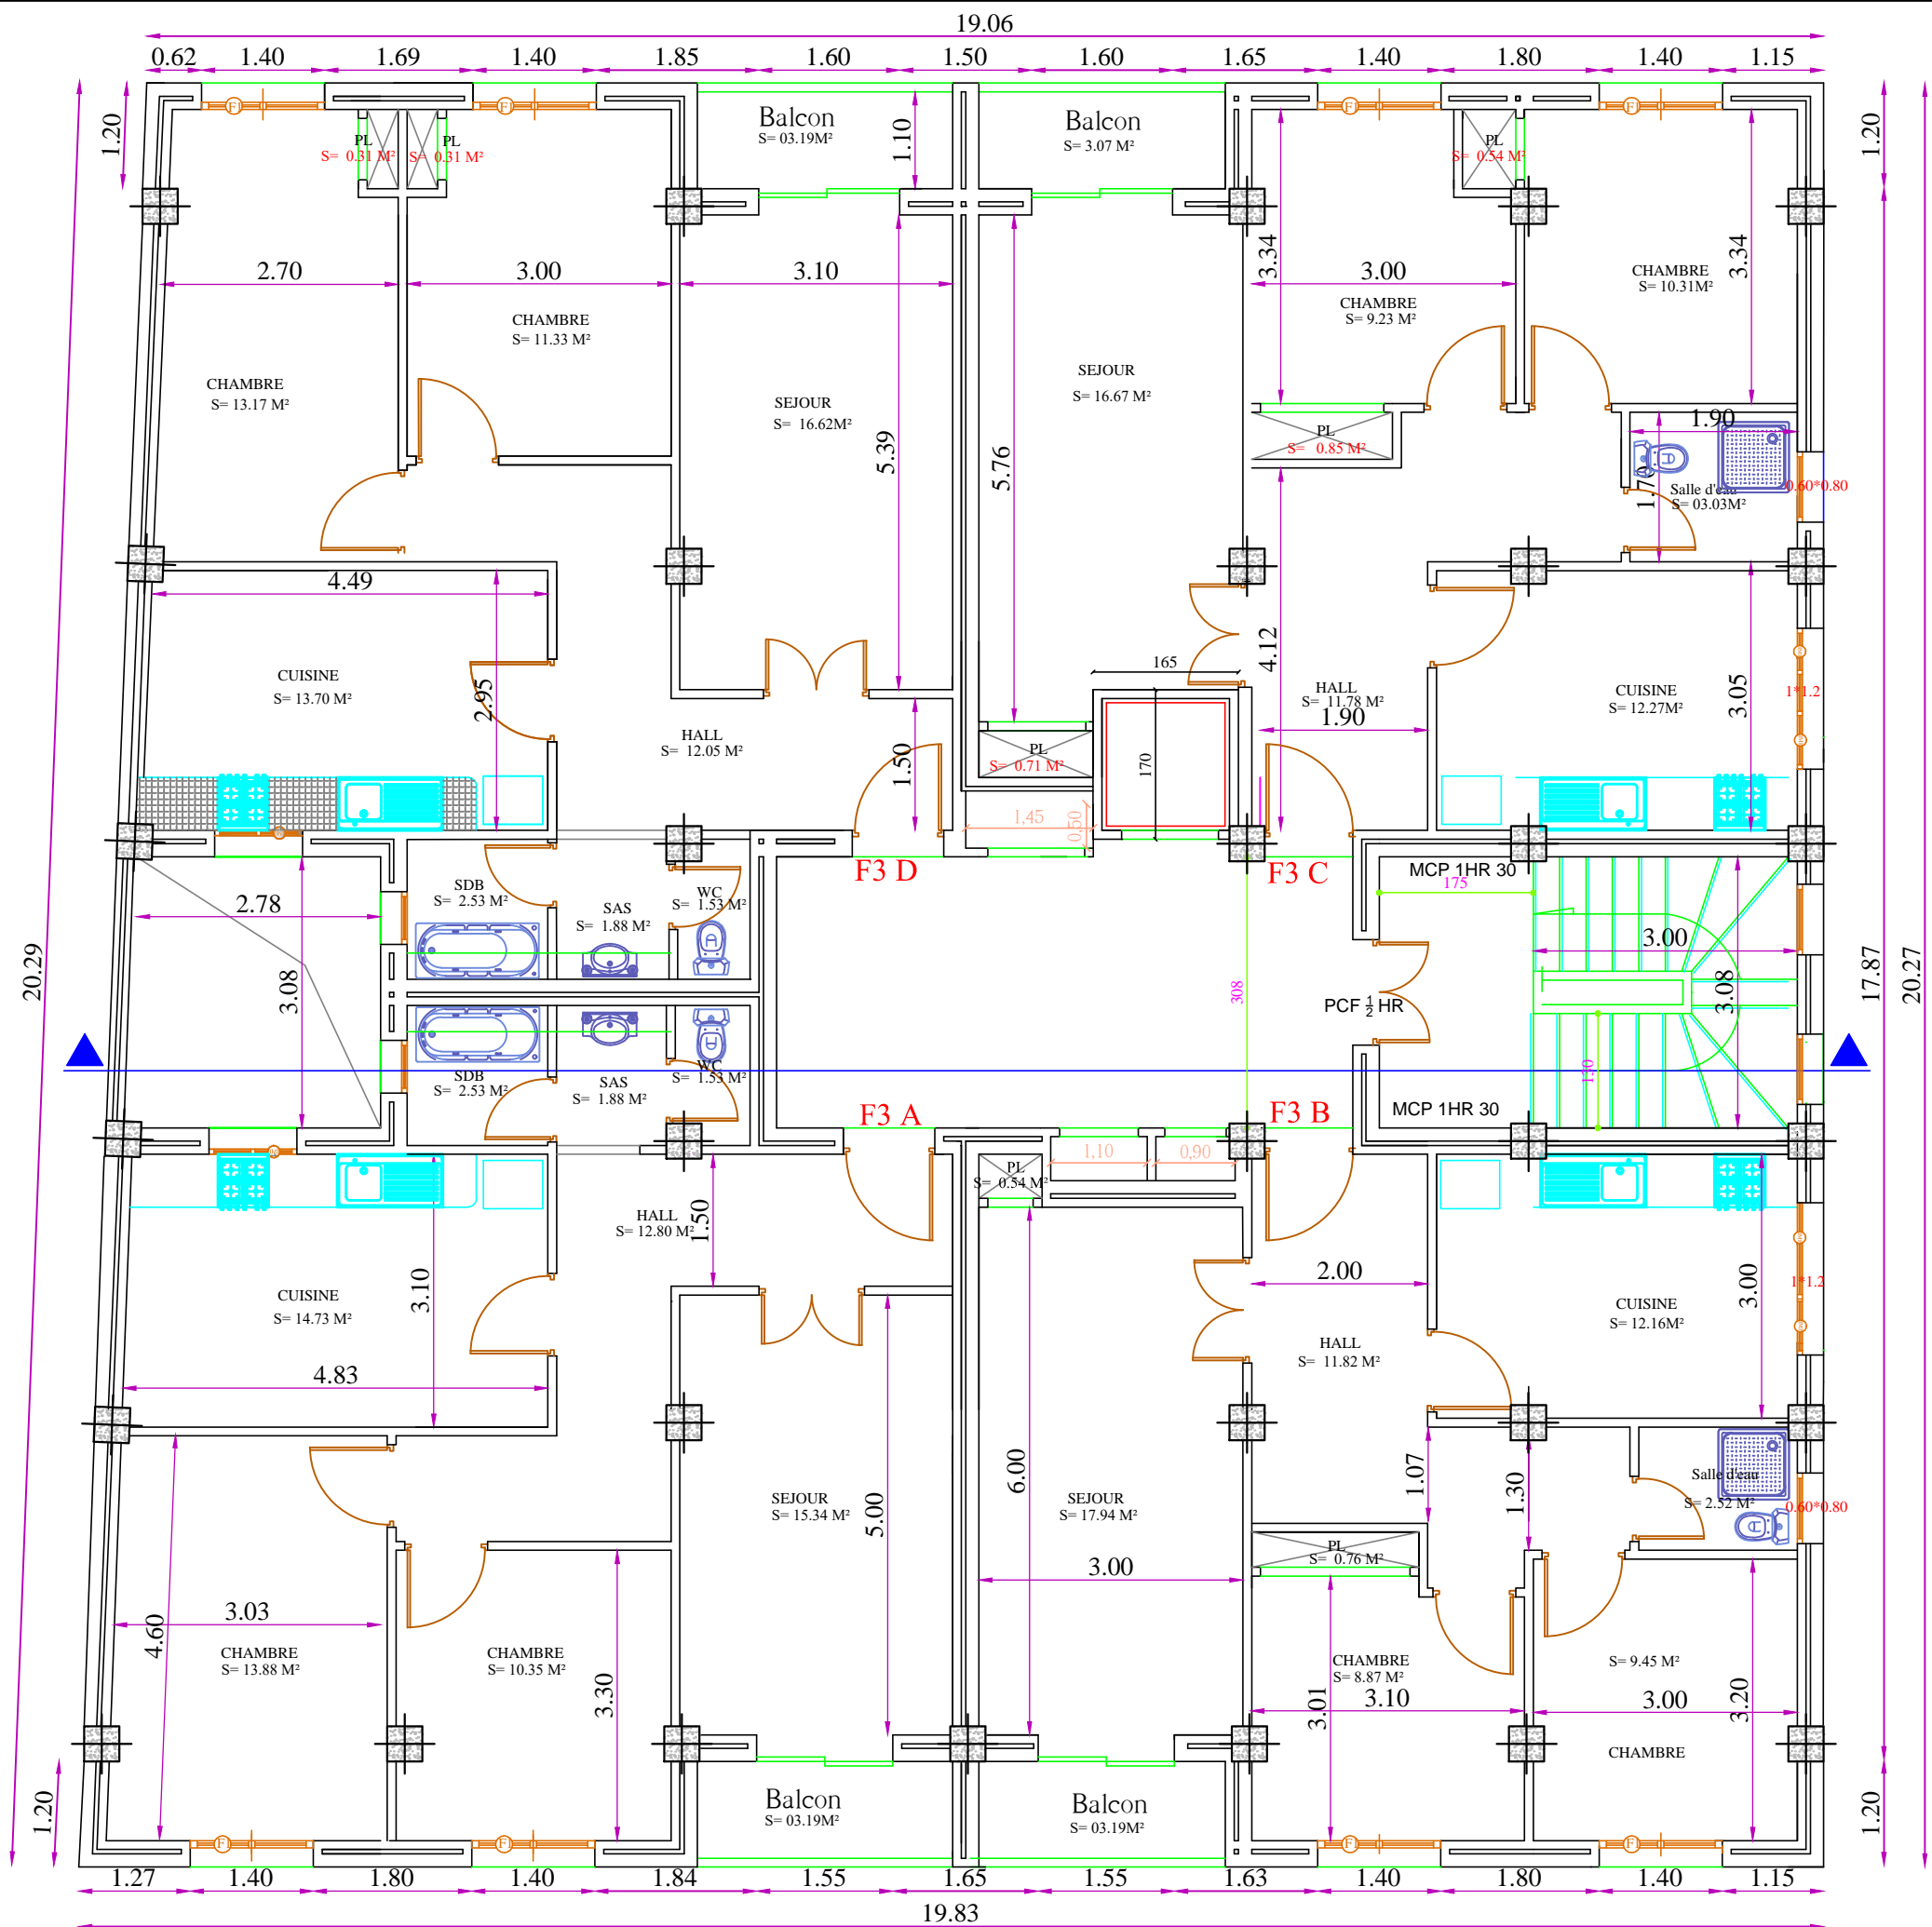 19.06
0.62 1.40 1.69 1.40 1.85 1.60 1.50 1.60 1.65 1.40 1.80 1.40 1.15
1.20
PL
S= 0.31 M²
PL
S= 0.31 M²
Balcon
S= 03.19M²
1.10
Balcon
S= 3.07 M²
PL
S= 0.54 M²
1.20
2.70
3.00
3.10
3.34
3.00
3.34
CHAMBRE
S= 13.17 M²
CHAMBRE
S= 11.33 M²
SEJOUR
S= 16.62M²
5.39
SEJOUR
S= 16.67 M²
5.76
CHAMBRE
S= 9.23 M²
CHAMBRE
S= 10.31M²
PL
S= 0.85 M²
1.90
Salle d'eau
S= 03.03M²
0.60*0.80
4.49
CUISINE
S= 13.70 M²
2.95
HALL
S= 12.05 M²
1.50
PL
S= 0.71 M²
165
170
1,45
0,50
4.12
HALL
S= 11.78 M²
1.90
CUISINE
S= 12.27M²
3.05
1*1.2
F3 D
F3 C
MCP 1HR 30
175
20.29
2.78
3.08
SDB
S= 2.53 M²
SAS
S= 1.88 M²
WC
S= 1.53 M²
308
3.00
3.08
17.87
20.27
PCF ½ HR
SDB
S= 2.53 M²
SAS
S= 1.88 M²
WC
S= 1.53 M²
130
F3 A
F3 B
MCP 1HR 30
1,10
0,90
PL
S= 0.54 M²
HALL
S= 12.80 M²
1.50
CUISINE
S= 14.73 M²
3.10
4.83
2.00
HALL
S= 11.82 M²
CUISINE
S= 12.16M²
3.00
1*1.2
6.00
1.07
1.30
Salle d'eau
S= 2.52 M²
0.60*0.80
SEJOUR
S= 15.34 M²
5.00
SEJOUR
S= 17.94 M²
3.00
PL
S= 0.76 M²
4.60
3.03
CHAMBRE
S= 13.88 M²
CHAMBRE
S= 10.35 M²
3.30
CHAMBRE
S= 8.87 M²
3.10
3.01
S= 9.45 M²
3.00
3.20
CHAMBRE
1.20
Balcon
S= 03.19M²
Balcon
S= 03.19M²
1.20
1.27 1.40 1.80 1.40 1.84 1.55 1.65 1.55 1.63 1.40 1.80 1.40 1.15
19.83